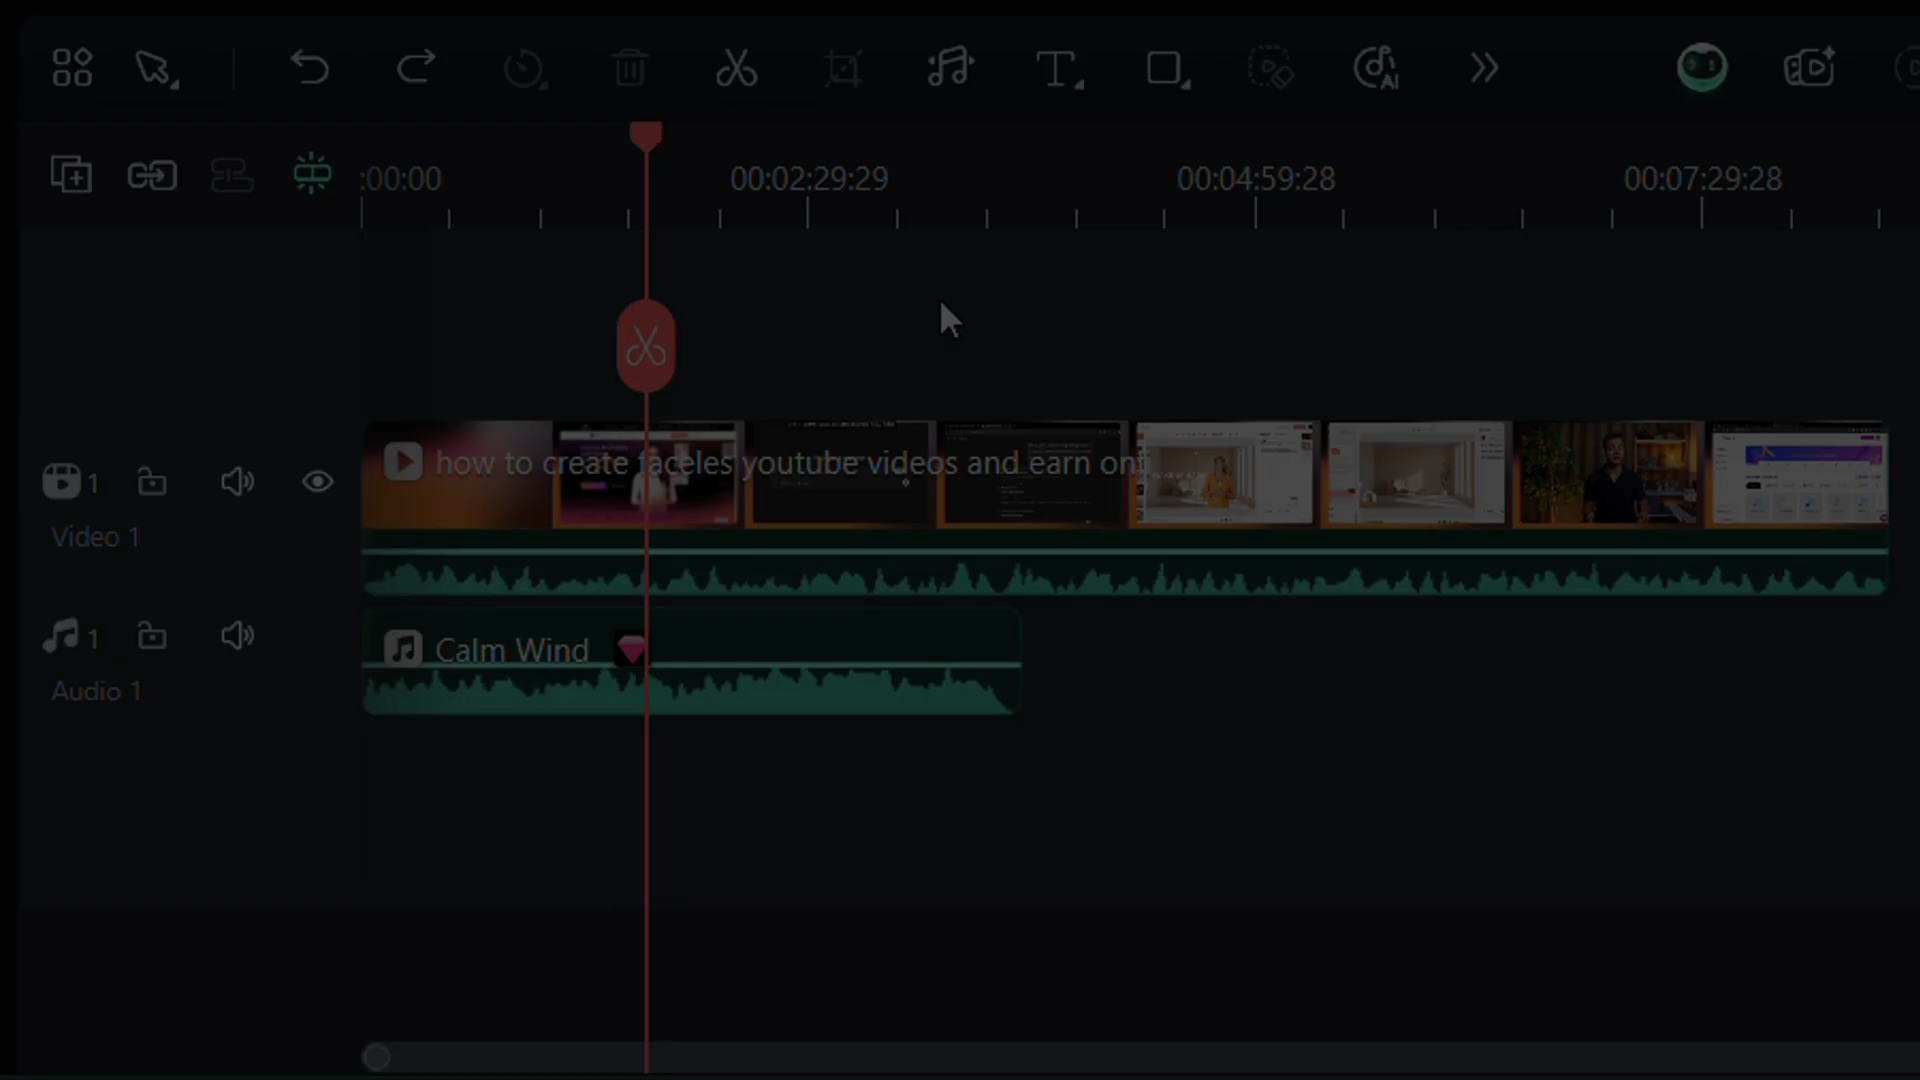 :00:00
00:02:29:29
00:04:59:28
00:07:29:28
how to create faceles youtube videos and earn onl
1
Video 1
Calm Wind
1
Audio 1
AI